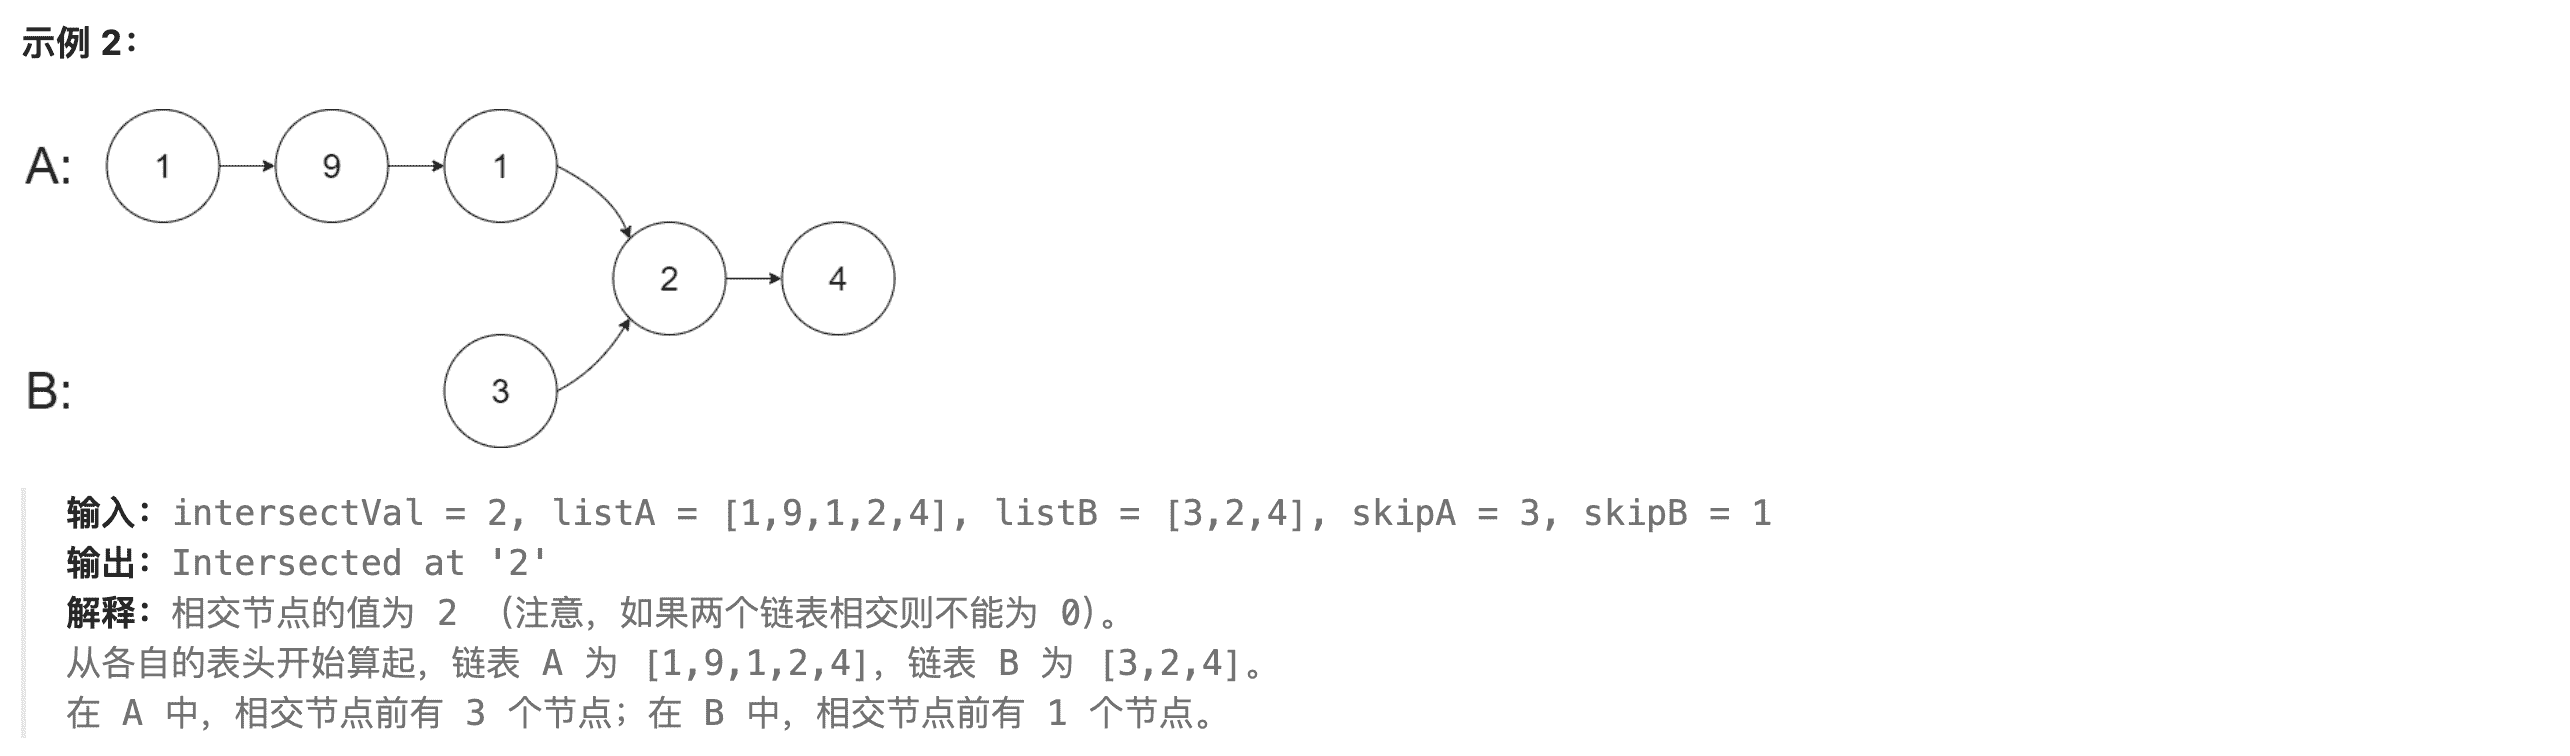 示例 2：
A: 1 9 1
2 4
B: 3
输入：intersectVal = 2, listA = [1,9,1,2,4], listB = [3,2,4], skipA = 3, skipB = 1
输出：Intersected at '2'
解释：相交节点的值为 2 （注意，如果两个链表相交则不能为 0）。
从各自的表头开始算起，链表 A 为 [1,9,1,2,4]，链表 B 为 [3,2,4]。
在 A 中，相交节点前有 3 个节点；在 B 中，相交节点前有 1 个节点。